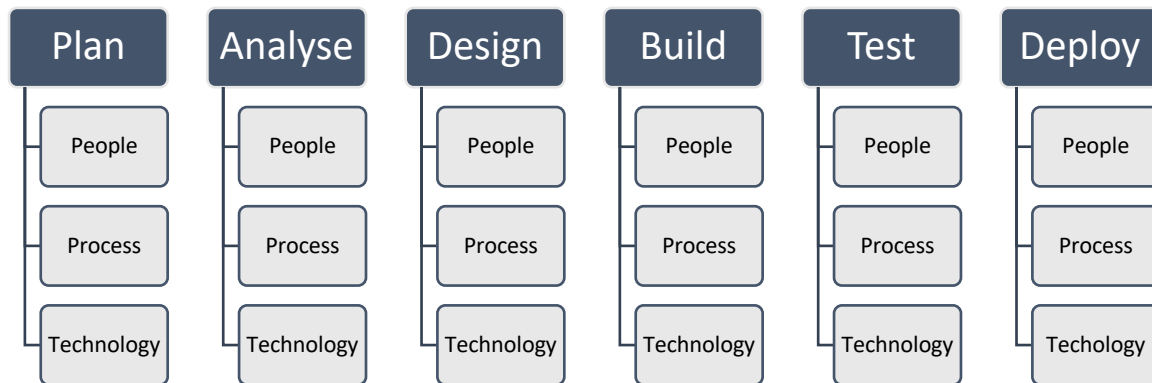 Plan
People
Process
Technology
Analyse
People
Process
Technology
Design
People
Process
Technology
Build
People
Process
Techology
Test
People
Process
Technology
Deploy
People
Process
Techology